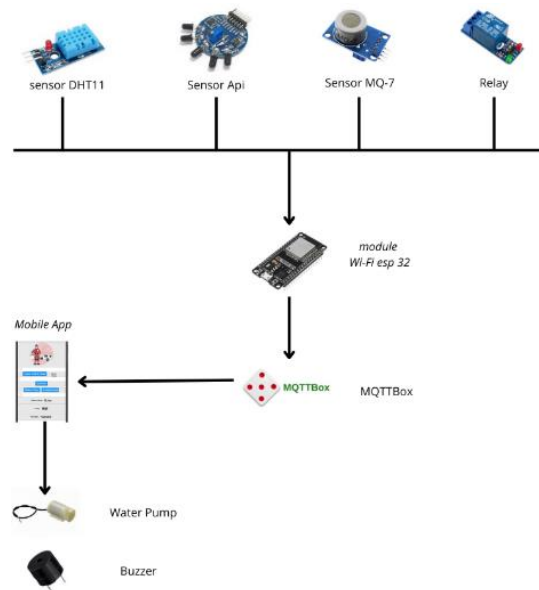 sensor DHT11
Sensor Api
Sensor MQ-7
Relay
module
Wi-Fi esp 32
Mobile App
MQTTBox
MQTTBox
Water Pump
Buzzer